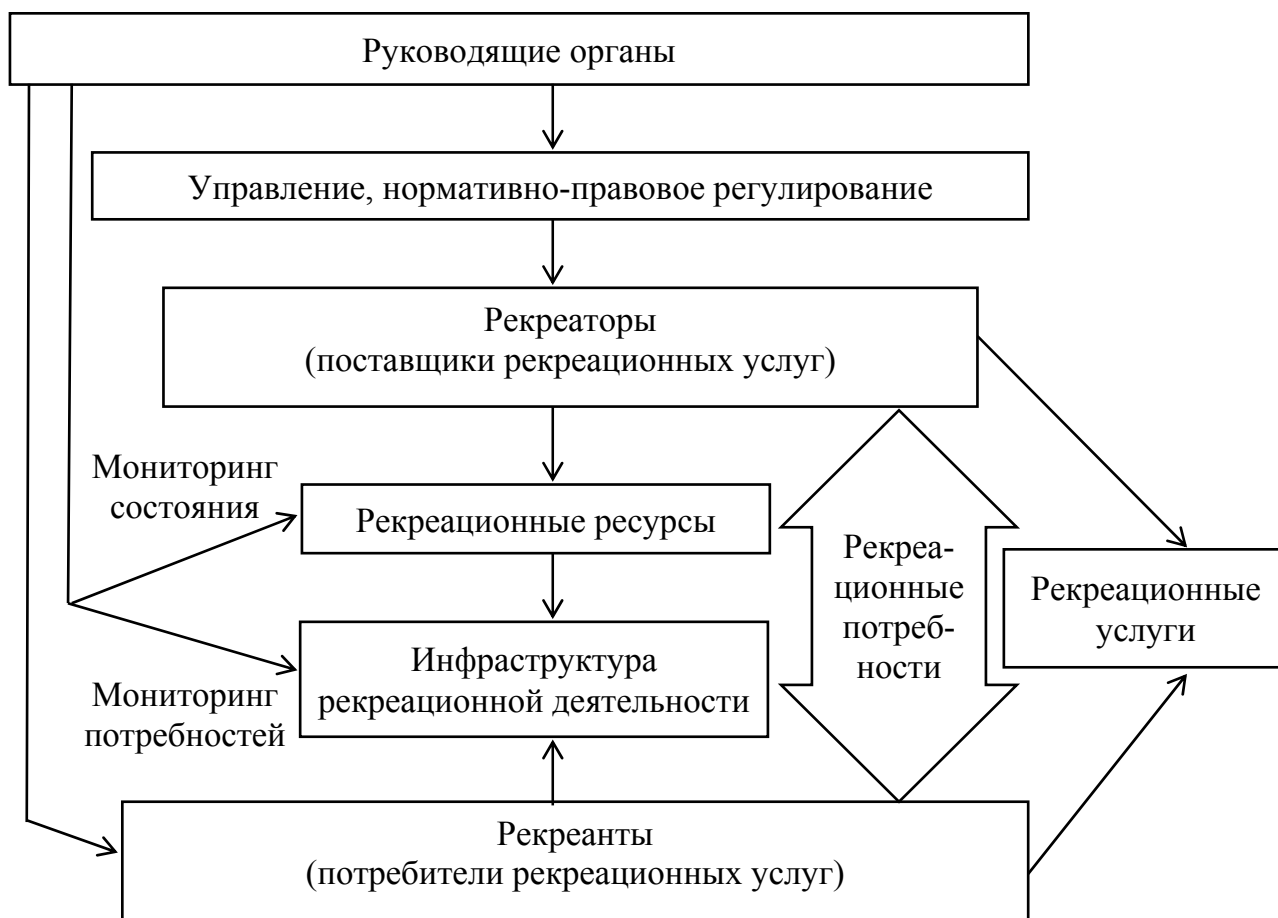 Руководящие органы
Управление, нормативно-правовое регулирование
Рекреаторы
(поставщики рекреационных услуг)
Мониторинг
состояния
Рекреационные ресурсы
Рекреа-
ционные
потреб-
ности
Рекреационные
услуги
Инфраструктура
рекреационной деятельности
Мониторинг
потребностей
Рекреанты
(потребители рекреационных услуг)